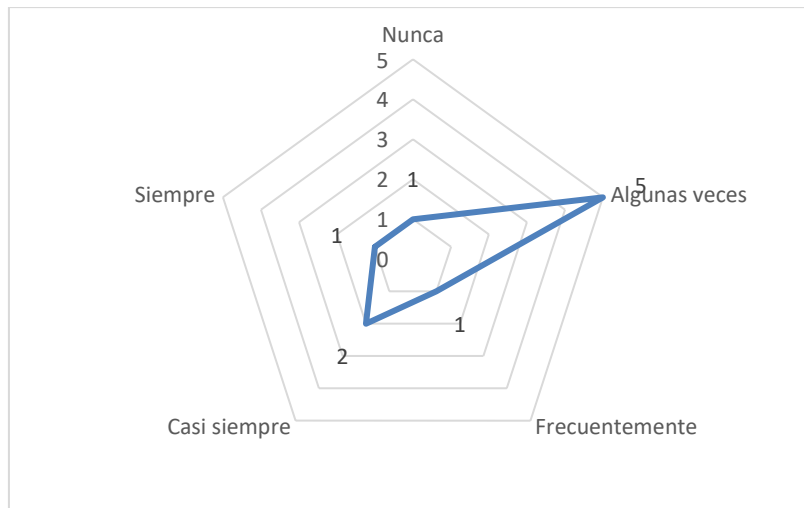 Nunca
5
4
3
2
1
1
0
5
Algunas veces
1
Frecuentemente
2
Casi siempre
1
Siempre